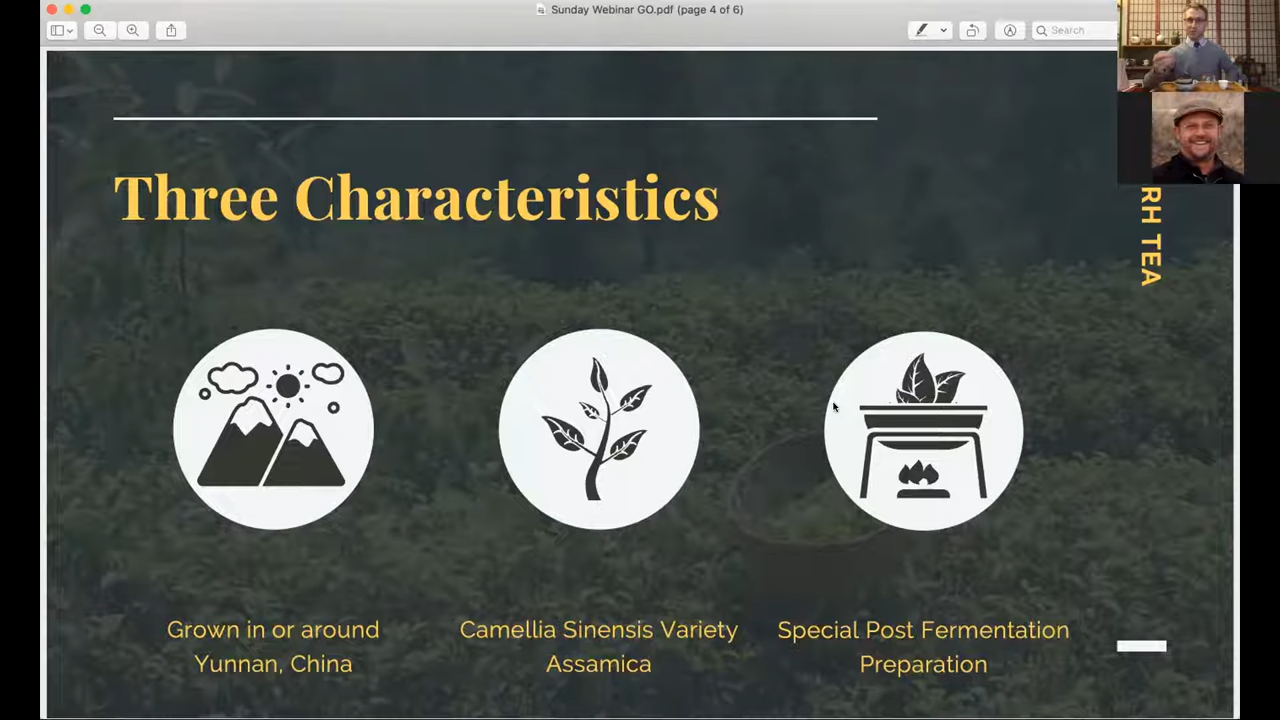 Sunday Webinar GO.pdf (page 4 of 6)
Search
Three Characteristics
RH TEA
Grown in or around
Yunnan, China
Camellia Sinensis Variety
Assamica
Special Post Fermentation
Preparation